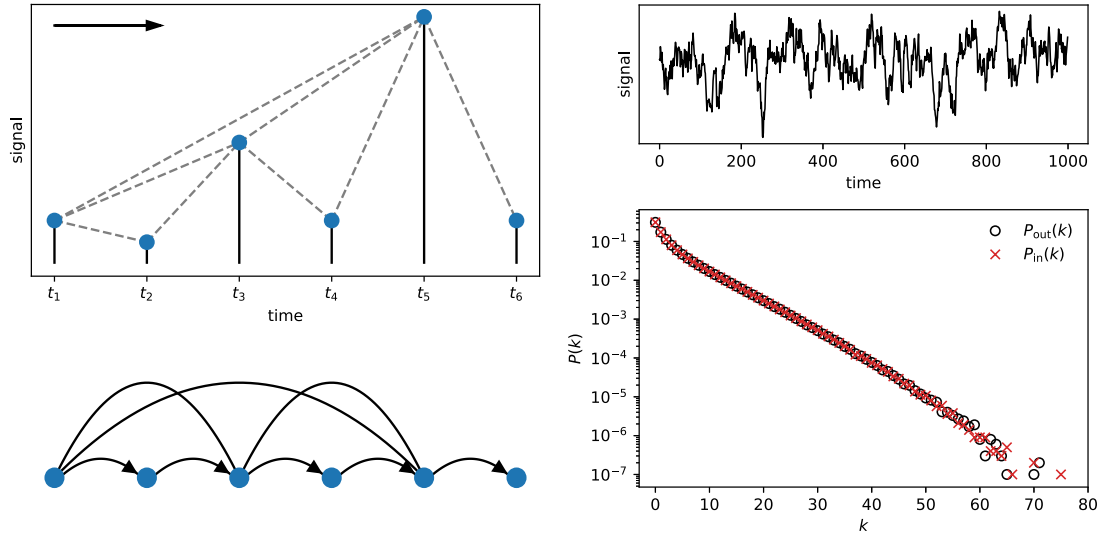 signal
t₁ t₂ t₃ t₄ t₅ t₆
time
signal
0 200 400 600 800 1000
time
P(k)
10⁻¹
10⁻²
10⁻³
10⁻⁴
10⁻⁵
10⁻⁶
10⁻⁷
P_out(k)
P_in(k)
0 10 20 30 40 50 60 70 80
k